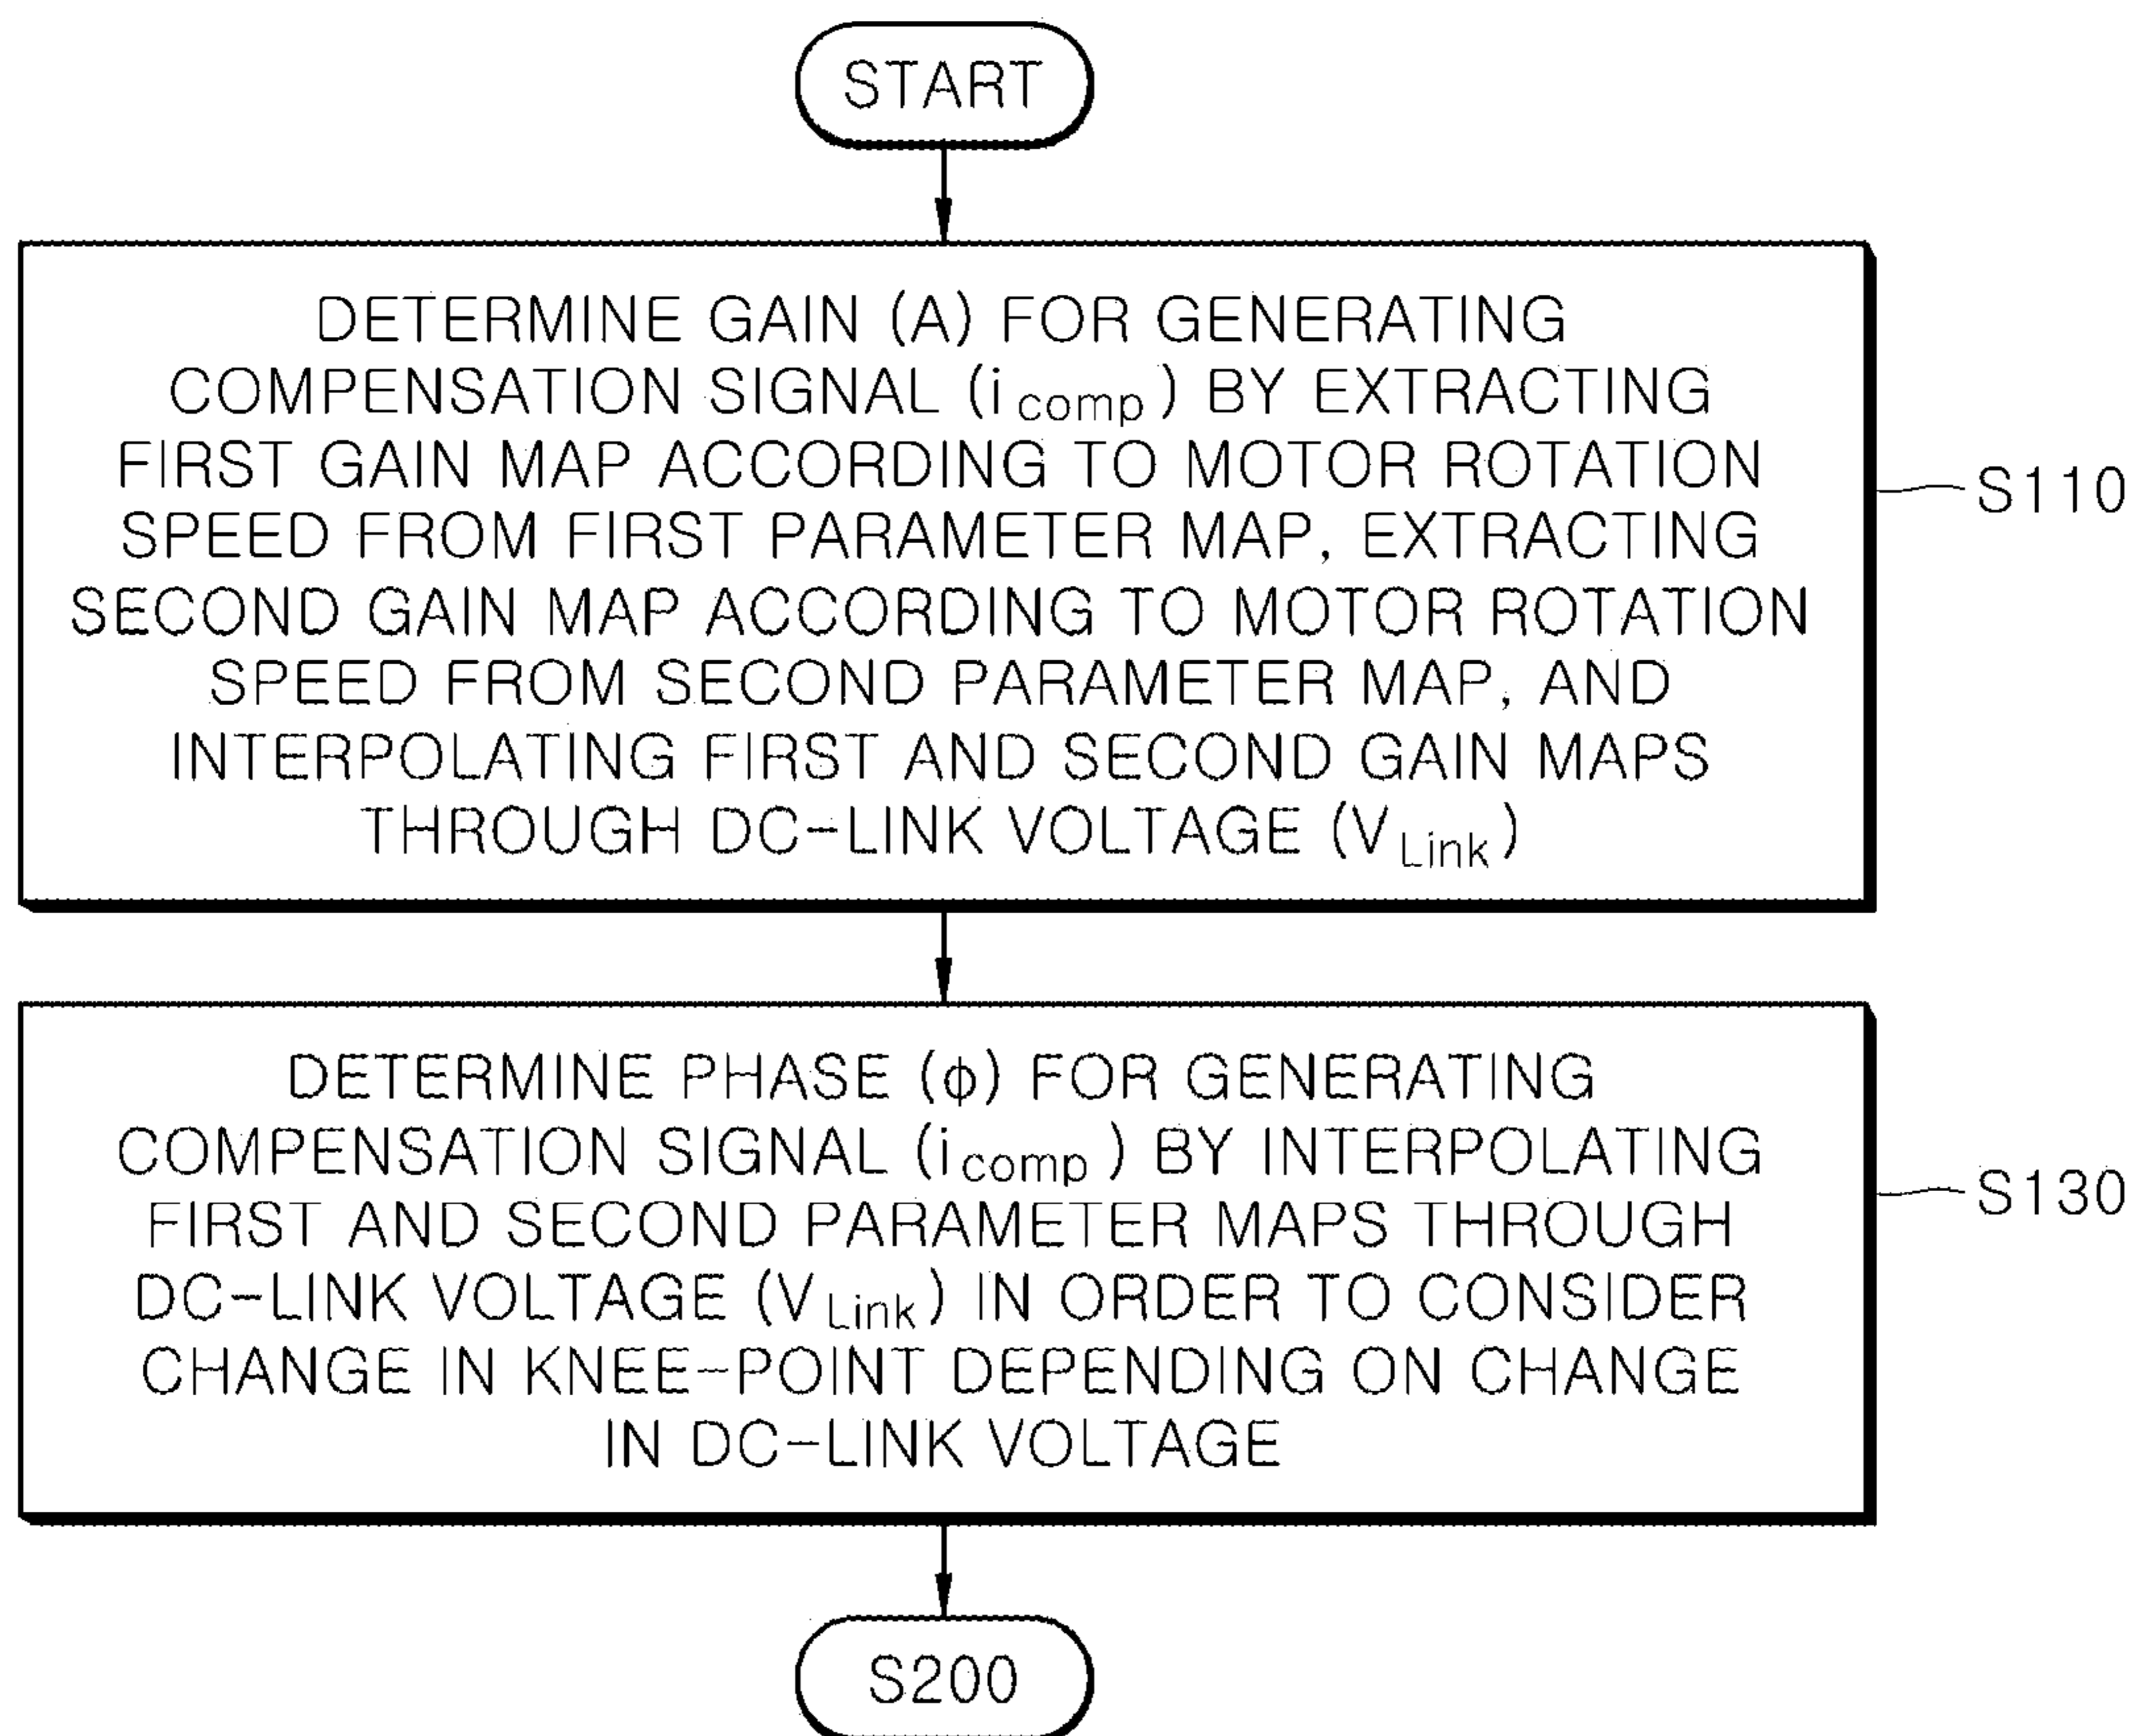 START
DETERMINE GAIN (A) FOR GENERATING
COMPENSATION SIGNAL (i comp) BY EXTRACTING
FIRST GAIN MAP ACCORDING TO MOTOR ROTATION
SPEED FROM FIRST PARAMETER MAP, EXTRACTING
SECOND GAIN MAP ACCORDING TO MOTOR ROTATION
SPEED FROM SECOND PARAMETER MAP, AND
INTERPOLATING FIRST AND SECOND GAIN MAPS
THROUGH DC-LINK VOLTAGE (VLink)
S110
DETERMINE PHASE (φ) FOR GENERATING
COMPENSATION SIGNAL (i comp) BY INTERPOLATING
FIRST AND SECOND PARAMETER MAPS THROUGH
DC-LINK VOLTAGE (VLink) IN ORDER TO CONSIDER
CHANGE IN KNEE-POINT DEPENDING ON CHANGE
IN DC-LINK VOLTAGE
S130
S200